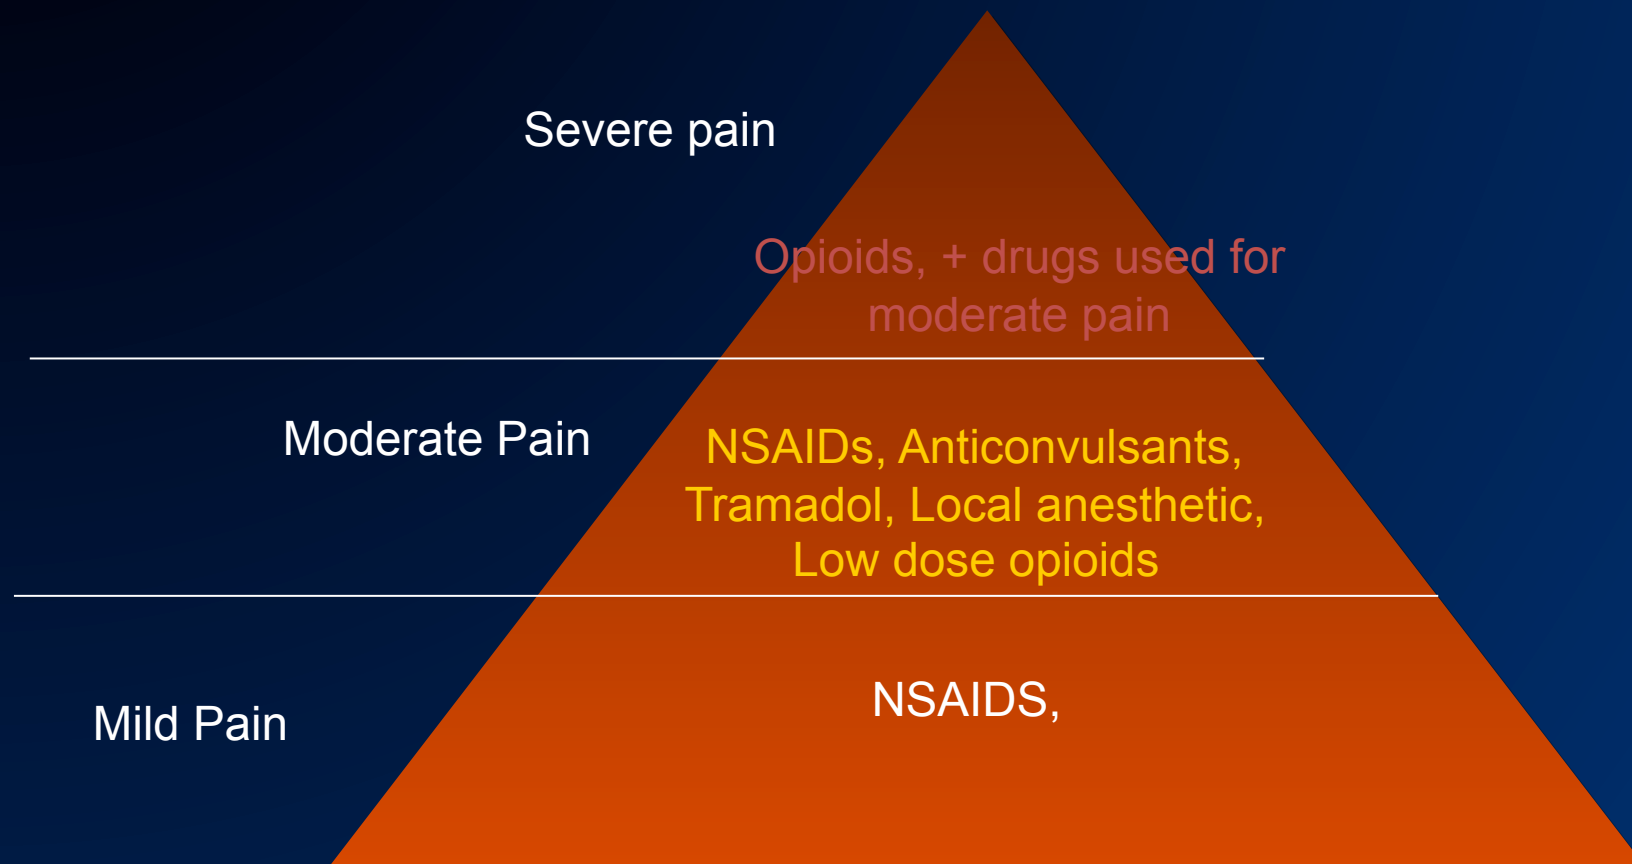 Severe pain
Opioids, + drugs used for
moderate pain
Moderate Pain
NSAIDs, Anticonvulsants,
Tramadol, Local anesthetic,
Low dose opioids
Mild Pain
NSAIDS,